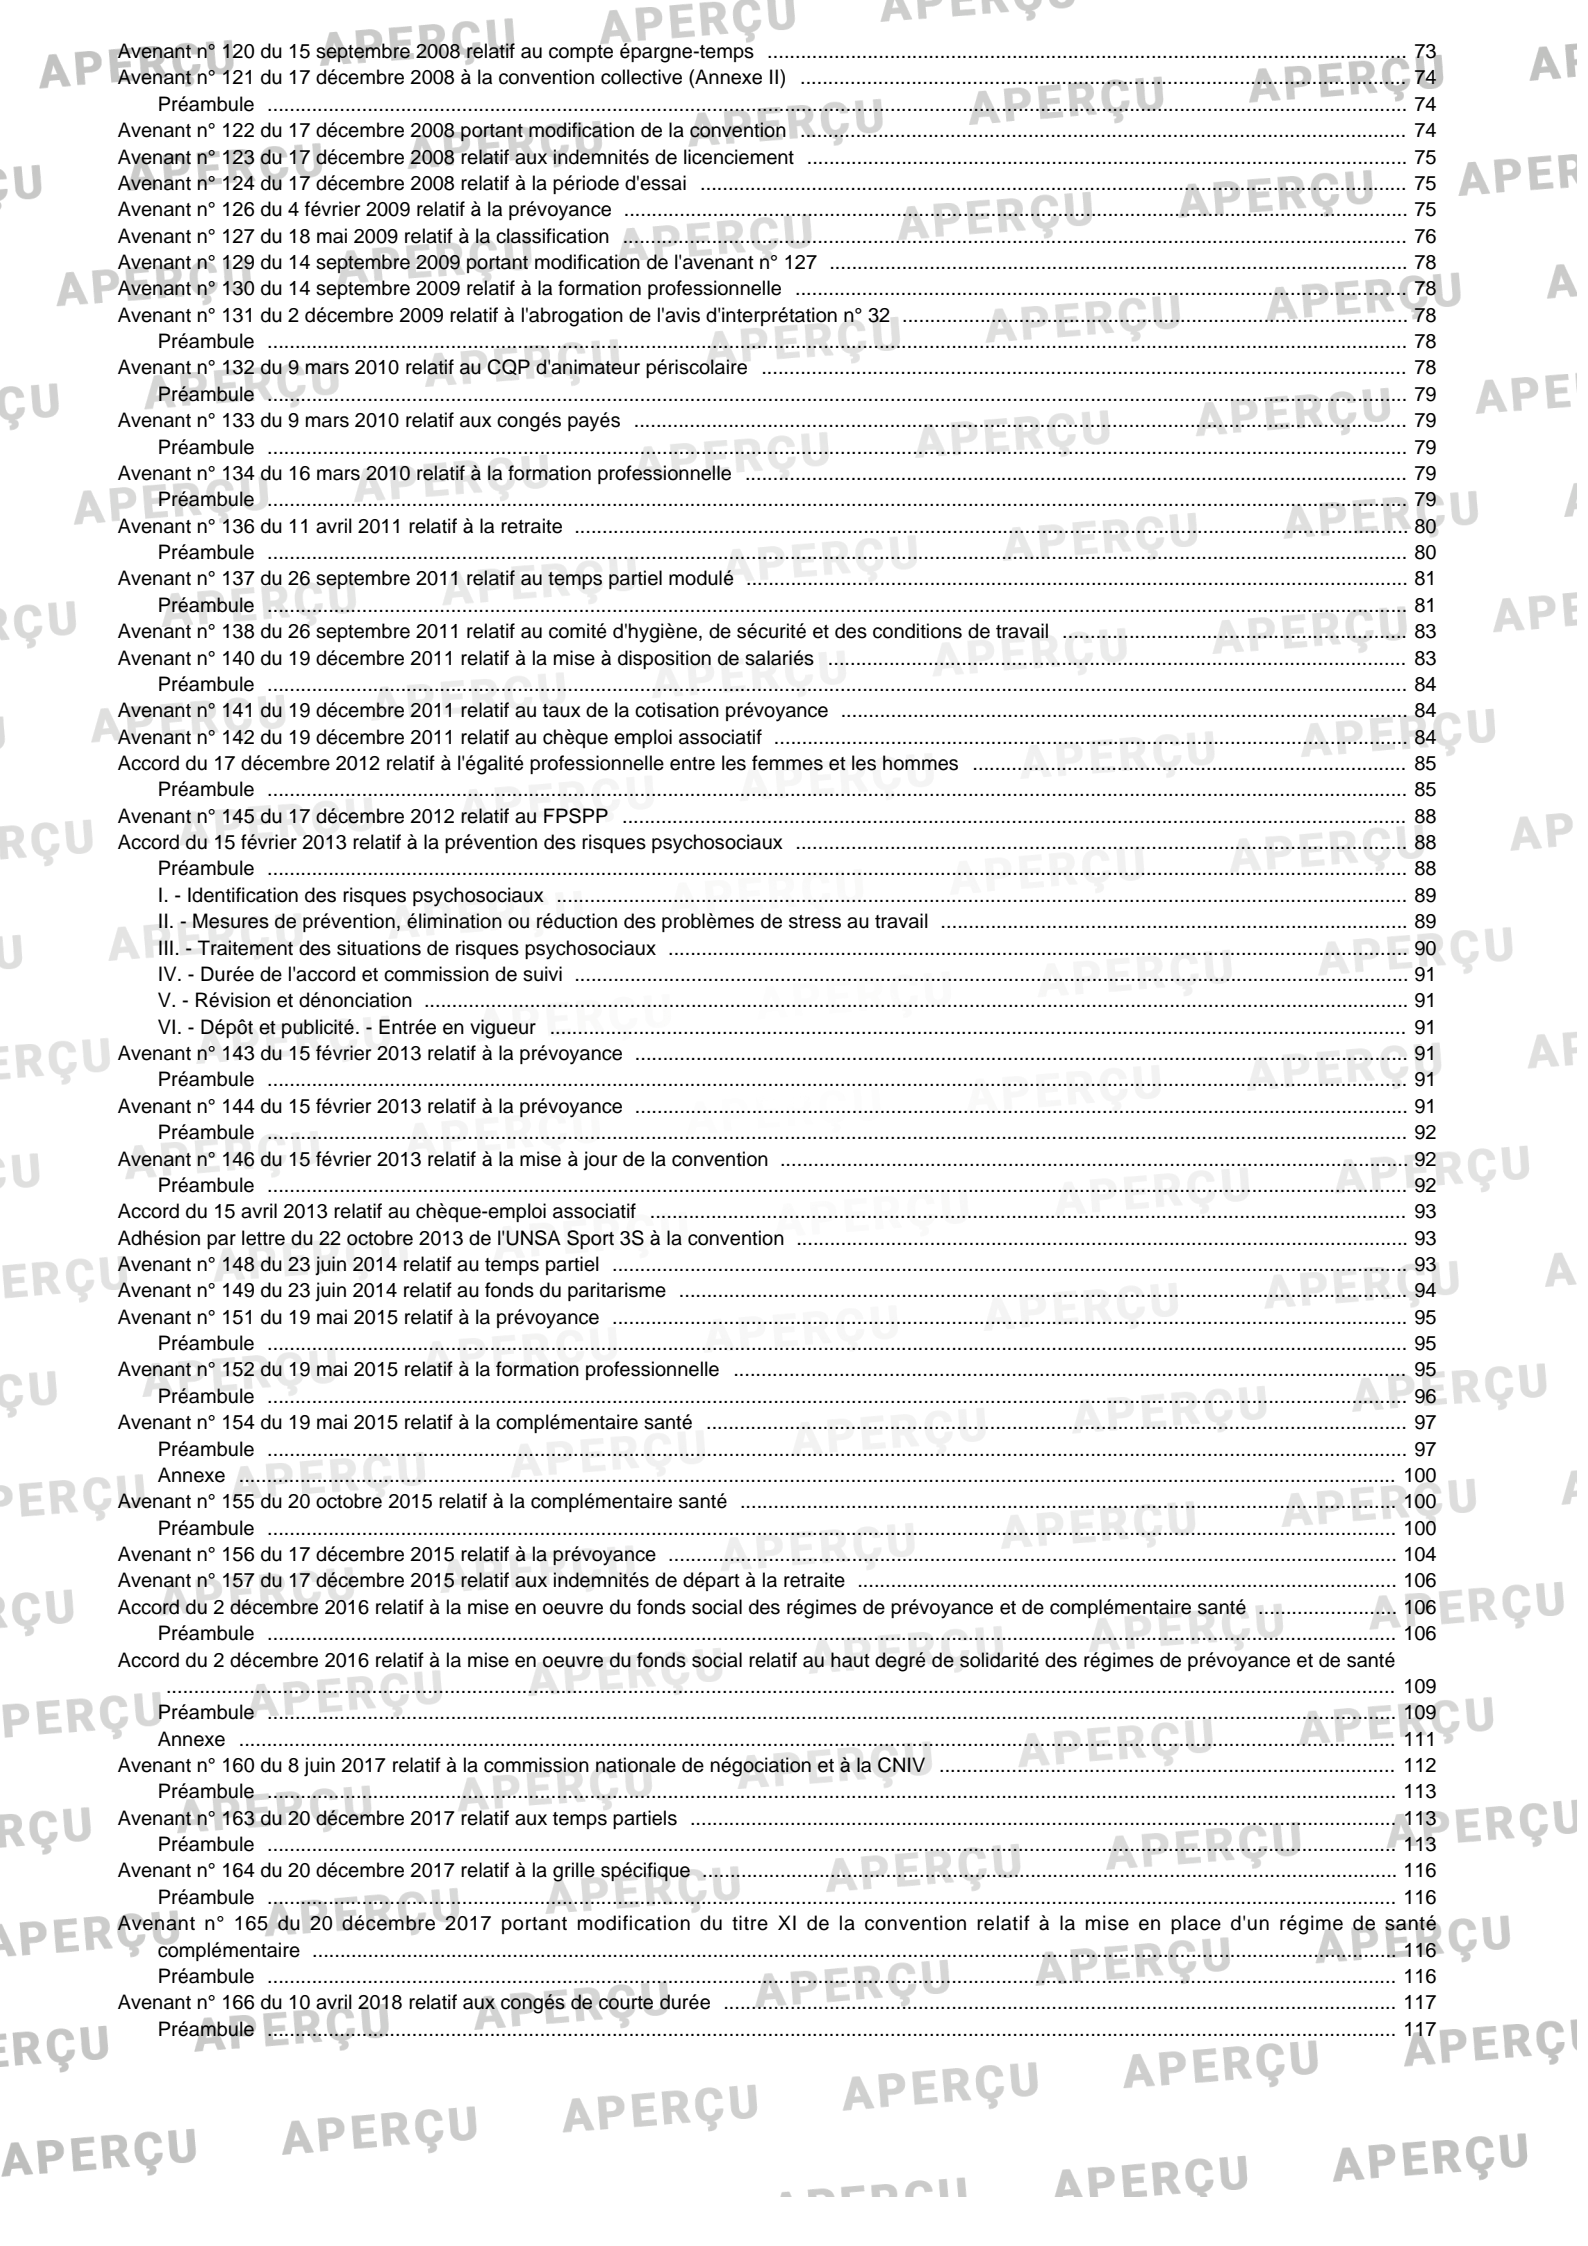 Avenant n° 120 du 15 septembre 2008 relatif au compte épargne-temps 73
Avenant n° 121 du 17 décembre 2008 à la convention collective (Annexe II) 74
Préambule 74
Avenant n° 122 du 17 décembre 2008 portant modification de la convention 74
Avenant n° 123 du 17 décembre 2008 relatif aux indemnités de licenciement 75
Avenant n° 124 du 17 décembre 2008 relatif à la période d'essai 75
Avenant n° 126 du 4 février 2009 relatif à la prévoyance 75
Avenant n° 127 du 18 mai 2009 relatif à la classification 76
Avenant n° 129 du 14 septembre 2009 portant modification de l'avenant n° 127 78
Avenant n° 130 du 14 septembre 2009 relatif à la formation professionnelle 78
Avenant n° 131 du 2 décembre 2009 relatif à l'abrogation de l'avis d'interprétation n° 32 78
Préambule 78
Avenant n° 132 du 9 mars 2010 relatif au CQP d'animateur périscolaire 78
Préambule 79
Avenant n° 133 du 9 mars 2010 relatif aux congés payés 79
Préambule 79
Avenant n° 134 du 16 mars 2010 relatif à la formation professionnelle 79
Préambule 79
Avenant n° 136 du 11 avril 2011 relatif à la retraite 80
Préambule 80
Avenant n° 137 du 26 septembre 2011 relatif au temps partiel modulé 81
Préambule 81
Avenant n° 138 du 26 septembre 2011 relatif au comité d'hygiène, de sécurité et des conditions de travail 83
Avenant n° 140 du 19 décembre 2011 relatif à la mise à disposition de salariés 83
Préambule 84
Avenant n° 141 du 19 décembre 2011 relatif au taux de la cotisation prévoyance 84
Avenant n° 142 du 19 décembre 2011 relatif au chèque emploi associatif 84
Accord du 17 décembre 2012 relatif à l'égalité professionnelle entre les femmes et les hommes 85
Préambule 85
Avenant n° 145 du 17 décembre 2012 relatif au FPSPP 88
Accord du 15 février 2013 relatif à la prévention des risques psychosociaux 88
Préambule 88
I. - Identification des risques psychosociaux 89
II. - Mesures de prévention, élimination ou réduction des problèmes de stress au travail 89
III. - Traitement des situations de risques psychosociaux 90
IV. - Durée de l'accord et commission de suivi 91
V. - Révision et dénonciation 91
VI. - Dépôt et publicité. - Entrée en vigueur 91
Avenant n° 143 du 15 février 2013 relatif à la prévoyance 91
Préambule 91
Avenant n° 144 du 15 février 2013 relatif à la prévoyance 91
Préambule 92
Avenant n° 146 du 15 février 2013 relatif à la mise à jour de la convention 92
Préambule 92
Accord du 15 avril 2013 relatif au chèque-emploi associatif 93
Adhésion par lettre du 22 octobre 2013 de l'UNSA Sport 3S à la convention 93
Avenant n° 148 du 23 juin 2014 relatif au temps partiel 93
Avenant n° 149 du 23 juin 2014 relatif au fonds du paritarisme 94
Avenant n° 151 du 19 mai 2015 relatif à la prévoyance 95
Préambule 95
Avenant n° 152 du 19 mai 2015 relatif à la formation professionnelle 95
Préambule 96
Avenant n° 154 du 19 mai 2015 relatif à la complémentaire santé 97
Préambule 97
Annexe 100
Avenant n° 155 du 20 octobre 2015 relatif à la complémentaire santé 100
Préambule 100
Avenant n° 156 du 17 décembre 2015 relatif à la prévoyance 104
Avenant n° 157 du 17 décembre 2015 relatif aux indemnités de départ à la retraite 106
Accord du 2 décembre 2016 relatif à la mise en oeuvre du fonds social des régimes de prévoyance et de complémentaire santé 106
Préambule 106
Accord du 2 décembre 2016 relatif à la mise en oeuvre du fonds social relatif au haut degré de solidarité des régimes de prévoyance et de santé
109
Préambule 109
Annexe 111
Avenant n° 160 du 8 juin 2017 relatif à la commission nationale de négociation et à la CNIV 112
Préambule 113
Avenant n° 163 du 20 décembre 2017 relatif aux temps partiels 113
Préambule 113
Avenant n° 164 du 20 décembre 2017 relatif à la grille spécifique 116
Préambule 116
Avenant n° 165 du 20 décembre 2017 portant modification du titre XI de la convention relatif à la mise en place d'un régime de santé
complémentaire 116
Préambule 116
Avenant n° 166 du 10 avril 2018 relatif aux congés de courte durée 117
Préambule 117
APERÇU